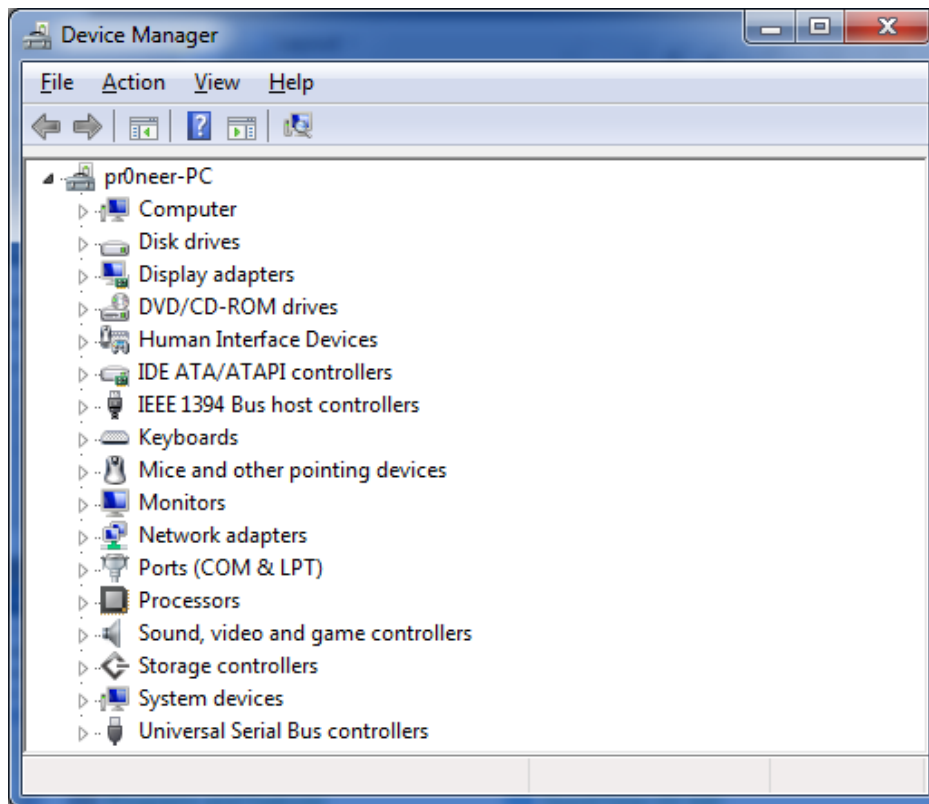 Device Manager
File Action View Help
pr0neer-PC
Computer
Disk drives
Display adapters
DVD/CD-ROM drives
Human Interface Devices
IDE ATA/ATAPI controllers
IEEE 1394 Bus host controllers
Keyboards
Mice and other pointing devices
Monitors
Network adapters
Ports (COM & LPT)
Processors
Sound, video and game controllers
Storage controllers
System devices
Universal Serial Bus controllers